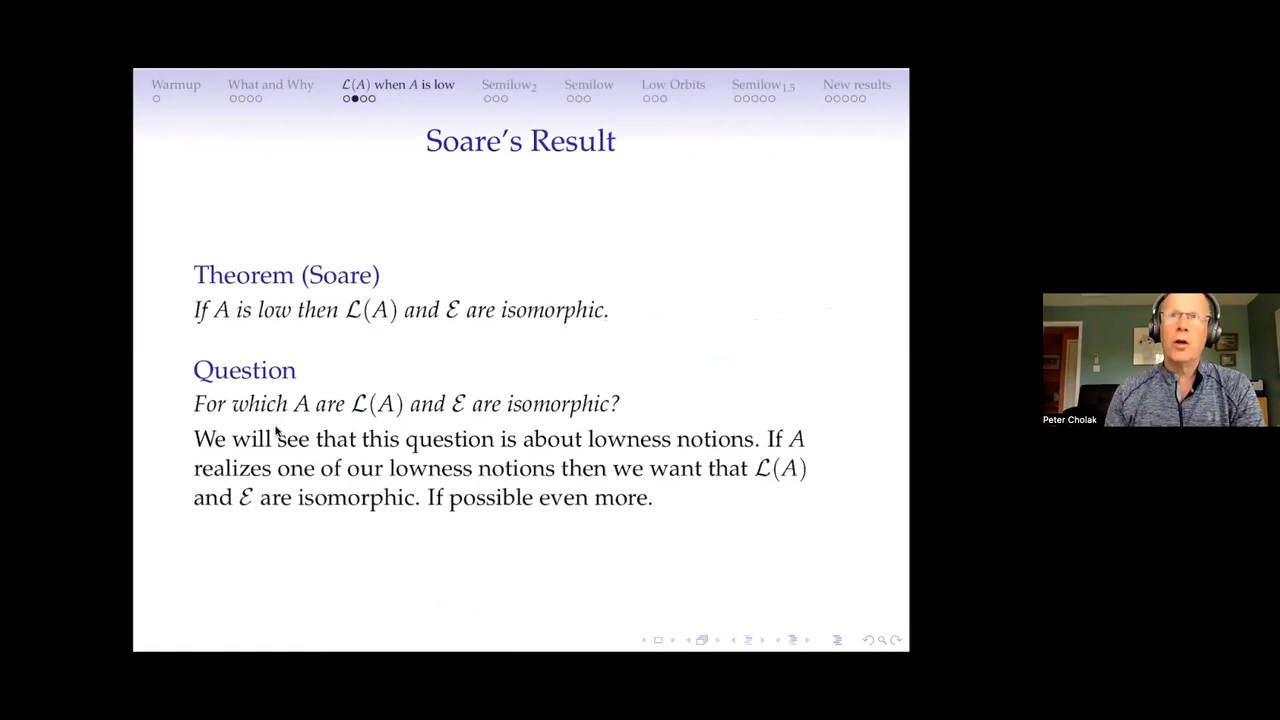 Warmup What and Why ℒ(A) when A is low Semilow₂ Semilow Low Orbits Semilow₁.₅ New results
Soare's Result
Theorem (Soare)
If A is low then ℒ(A) and ℰ are isomorphic.
Question
For which A are ℒ(A) and ℰ are isomorphic?
We will see that this question is about lowness notions. If A
realizes one of our lowness notions then we want that ℒ(A)
and ℰ are isomorphic. If possible even more.
Peter Cholak